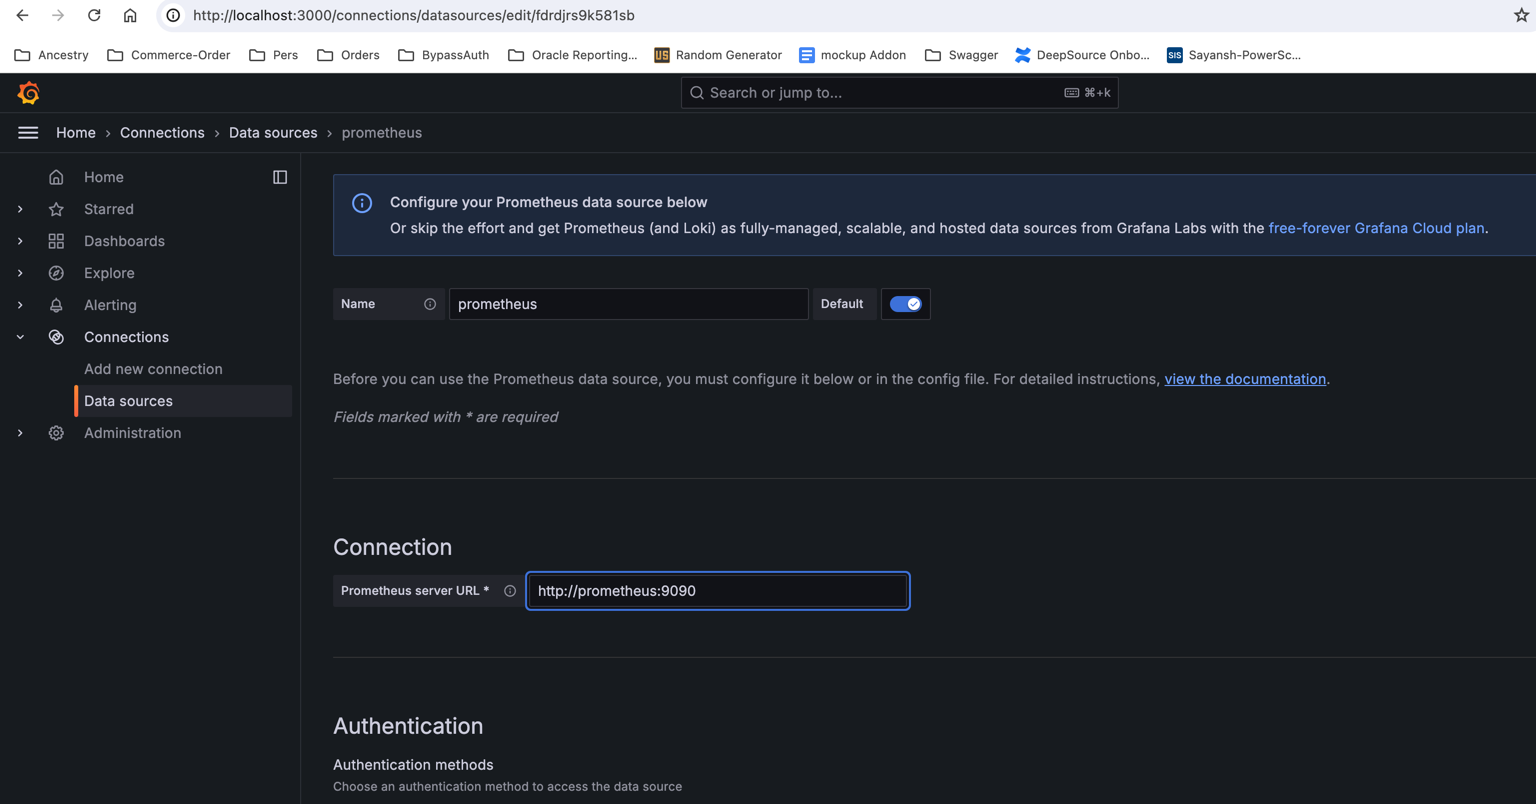 http://localhost:3000/connections/datasources/edit/fdrdjrs9k581sb
Ancestry Commerce-Order Pers Orders BypassAuth Oracle Reporting... US Random Generator mockup Addon Swagger DeepSource Onbo... SIS Sayansh-PowerSc...
Search or jump to... ⌘+k
Home › Connections › Data sources › prometheus
Home
Starred
Dashboards
Explore
Alerting
Connections
Add new connection
Data sources
Administration
Configure your Prometheus data source below
Or skip the effort and get Prometheus (and Loki) as fully-managed, scalable, and hosted data sources from Grafana Labs with the free-forever Grafana Cloud plan.
Name prometheus Default
Before you can use the Prometheus data source, you must configure it below or in the config file. For detailed instructions, view the documentation.
Fields marked with * are required
Connection
Prometheus server URL * http://prometheus:9090
Authentication
Authentication methods
Choose an authentication method to access the data source